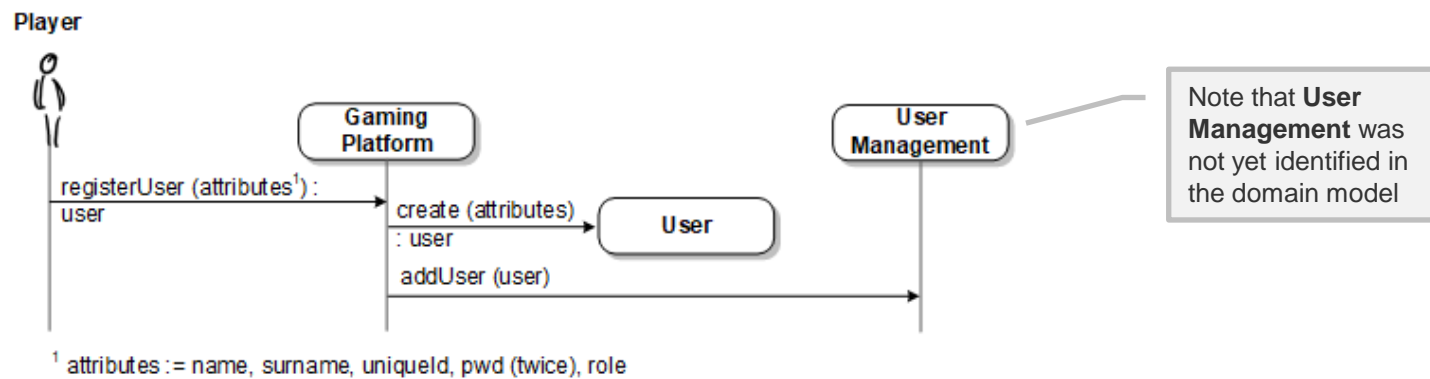 Player
Gaming
Platform
User
Management
Note that User
Management was
not yet identified in
the domain model
registerUser (attributes¹) :
user
create (attributes)
: user
User
addUser (user)
¹ attributes := name, surname, uniqueId, pwd (twice), role